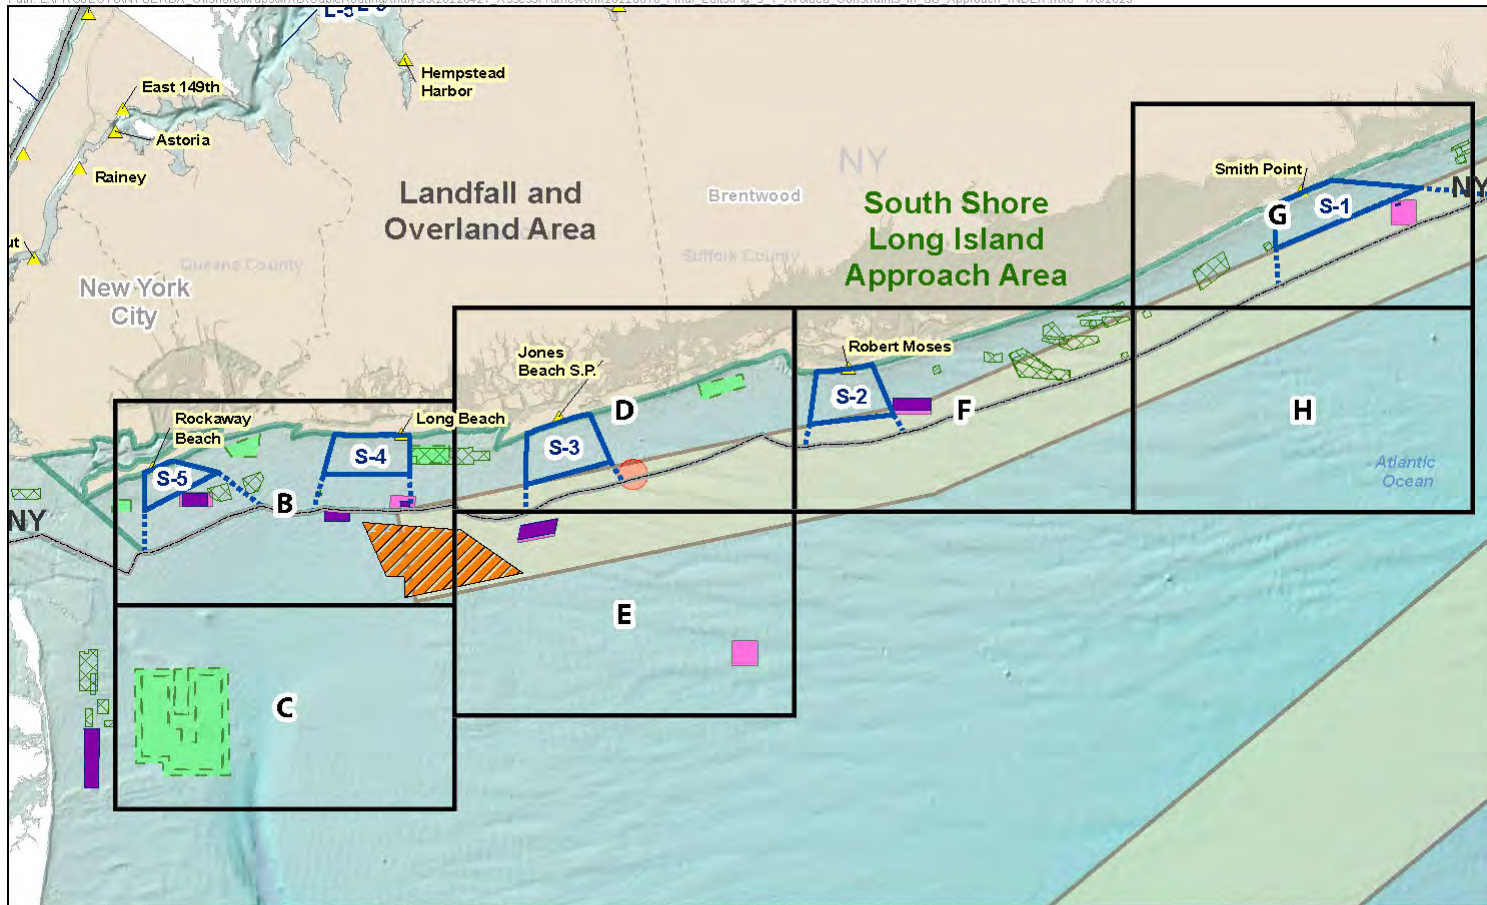 L-5
East 149th
Hempstead
Harbor
Astoria
Rainey
ut
Landfall and
Overland Area
NY
Brentwood
South Shore
Long Island
Approach Area
Smith Point
NY
G
S-1
Queens County
Suffolk County
New York
City
Jones
Beach S.P.
Robert Moses
S-2
D
F
H
Rockaway
Beach
Long Beach
S-3
S-4
S-5
B
NY
Atlantic
Ocean
E
C